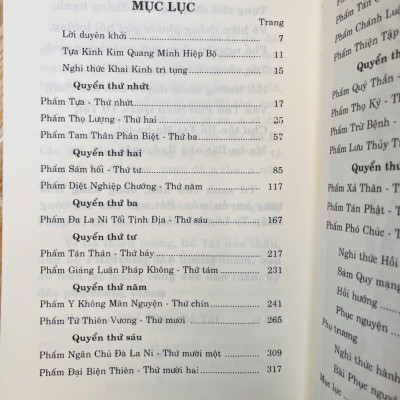 MỤC LỤC
Trang
Lời duyên khởi 7
Tựa Kinh Kim Quang Minh Hiệp Bộ 11
Nghi thức Khai Kinh trì tụng 15
Quyển thứ nhứt
Phẩm Tựa - Thứ nhứt 17
Phẩm Thọ Lượng - Thứ hai 25
Phẩm Tam Thân Phân Biệt - Thứ ba 57
Quyển thứ hai
Phẩm Sám hối - Thứ tư 85
Phẩm Diệt Nghiệp Chướng - Thứ năm 117
Quyển thứ ba
Phẩm Đa La Ni Tối Tịnh Địa - Thứ sáu 167
Quyển thứ tư
Phẩm Tán Thán - Thứ bảy 217
Phẩm Giảng Luận Pháp Không - Thứ tám 231
Quyển thứ năm
Phẩm Y Không Mãn Nguyện - Thứ chín 241
Phẩm Tứ Thiên Vương - Thứ mười 265
Quyển thứ sáu
Phẩm Ngân Chủ Đà La Ni - Thứ mười một 309
Phẩm Đại Biện Thiên - Thứ mười hai 317
Phẩm Chánh Luận
Phẩm Thiện Tập
Quyển thứ
Phẩm Quỷ Thần -
Phẩm Thọ Ký -
Phẩm Trừ Bệnh -
Phẩm Lưu Thủy
Quyển thứ
Phẩm Xả Thân -
Phẩm Tán Phật -
Phẩm Phó Chúc -
Nghi thức Hồi
Sám Quy mạng
Hồi hướng
Phục nguyện
Phụ trương
Nghi thức hành
Bài Phục nguyện
Mục lục